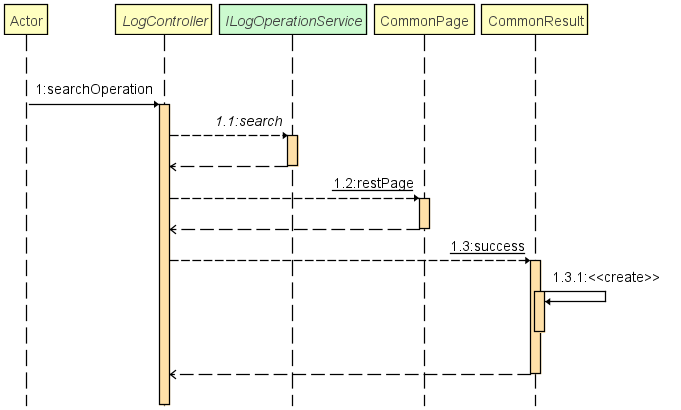 Actor
LogController
ILogOperationService
CommonPage
CommonResult
1:searchOperation
1.1:search
1.2:restPage
1.3:success
1.3.1:<<create>>